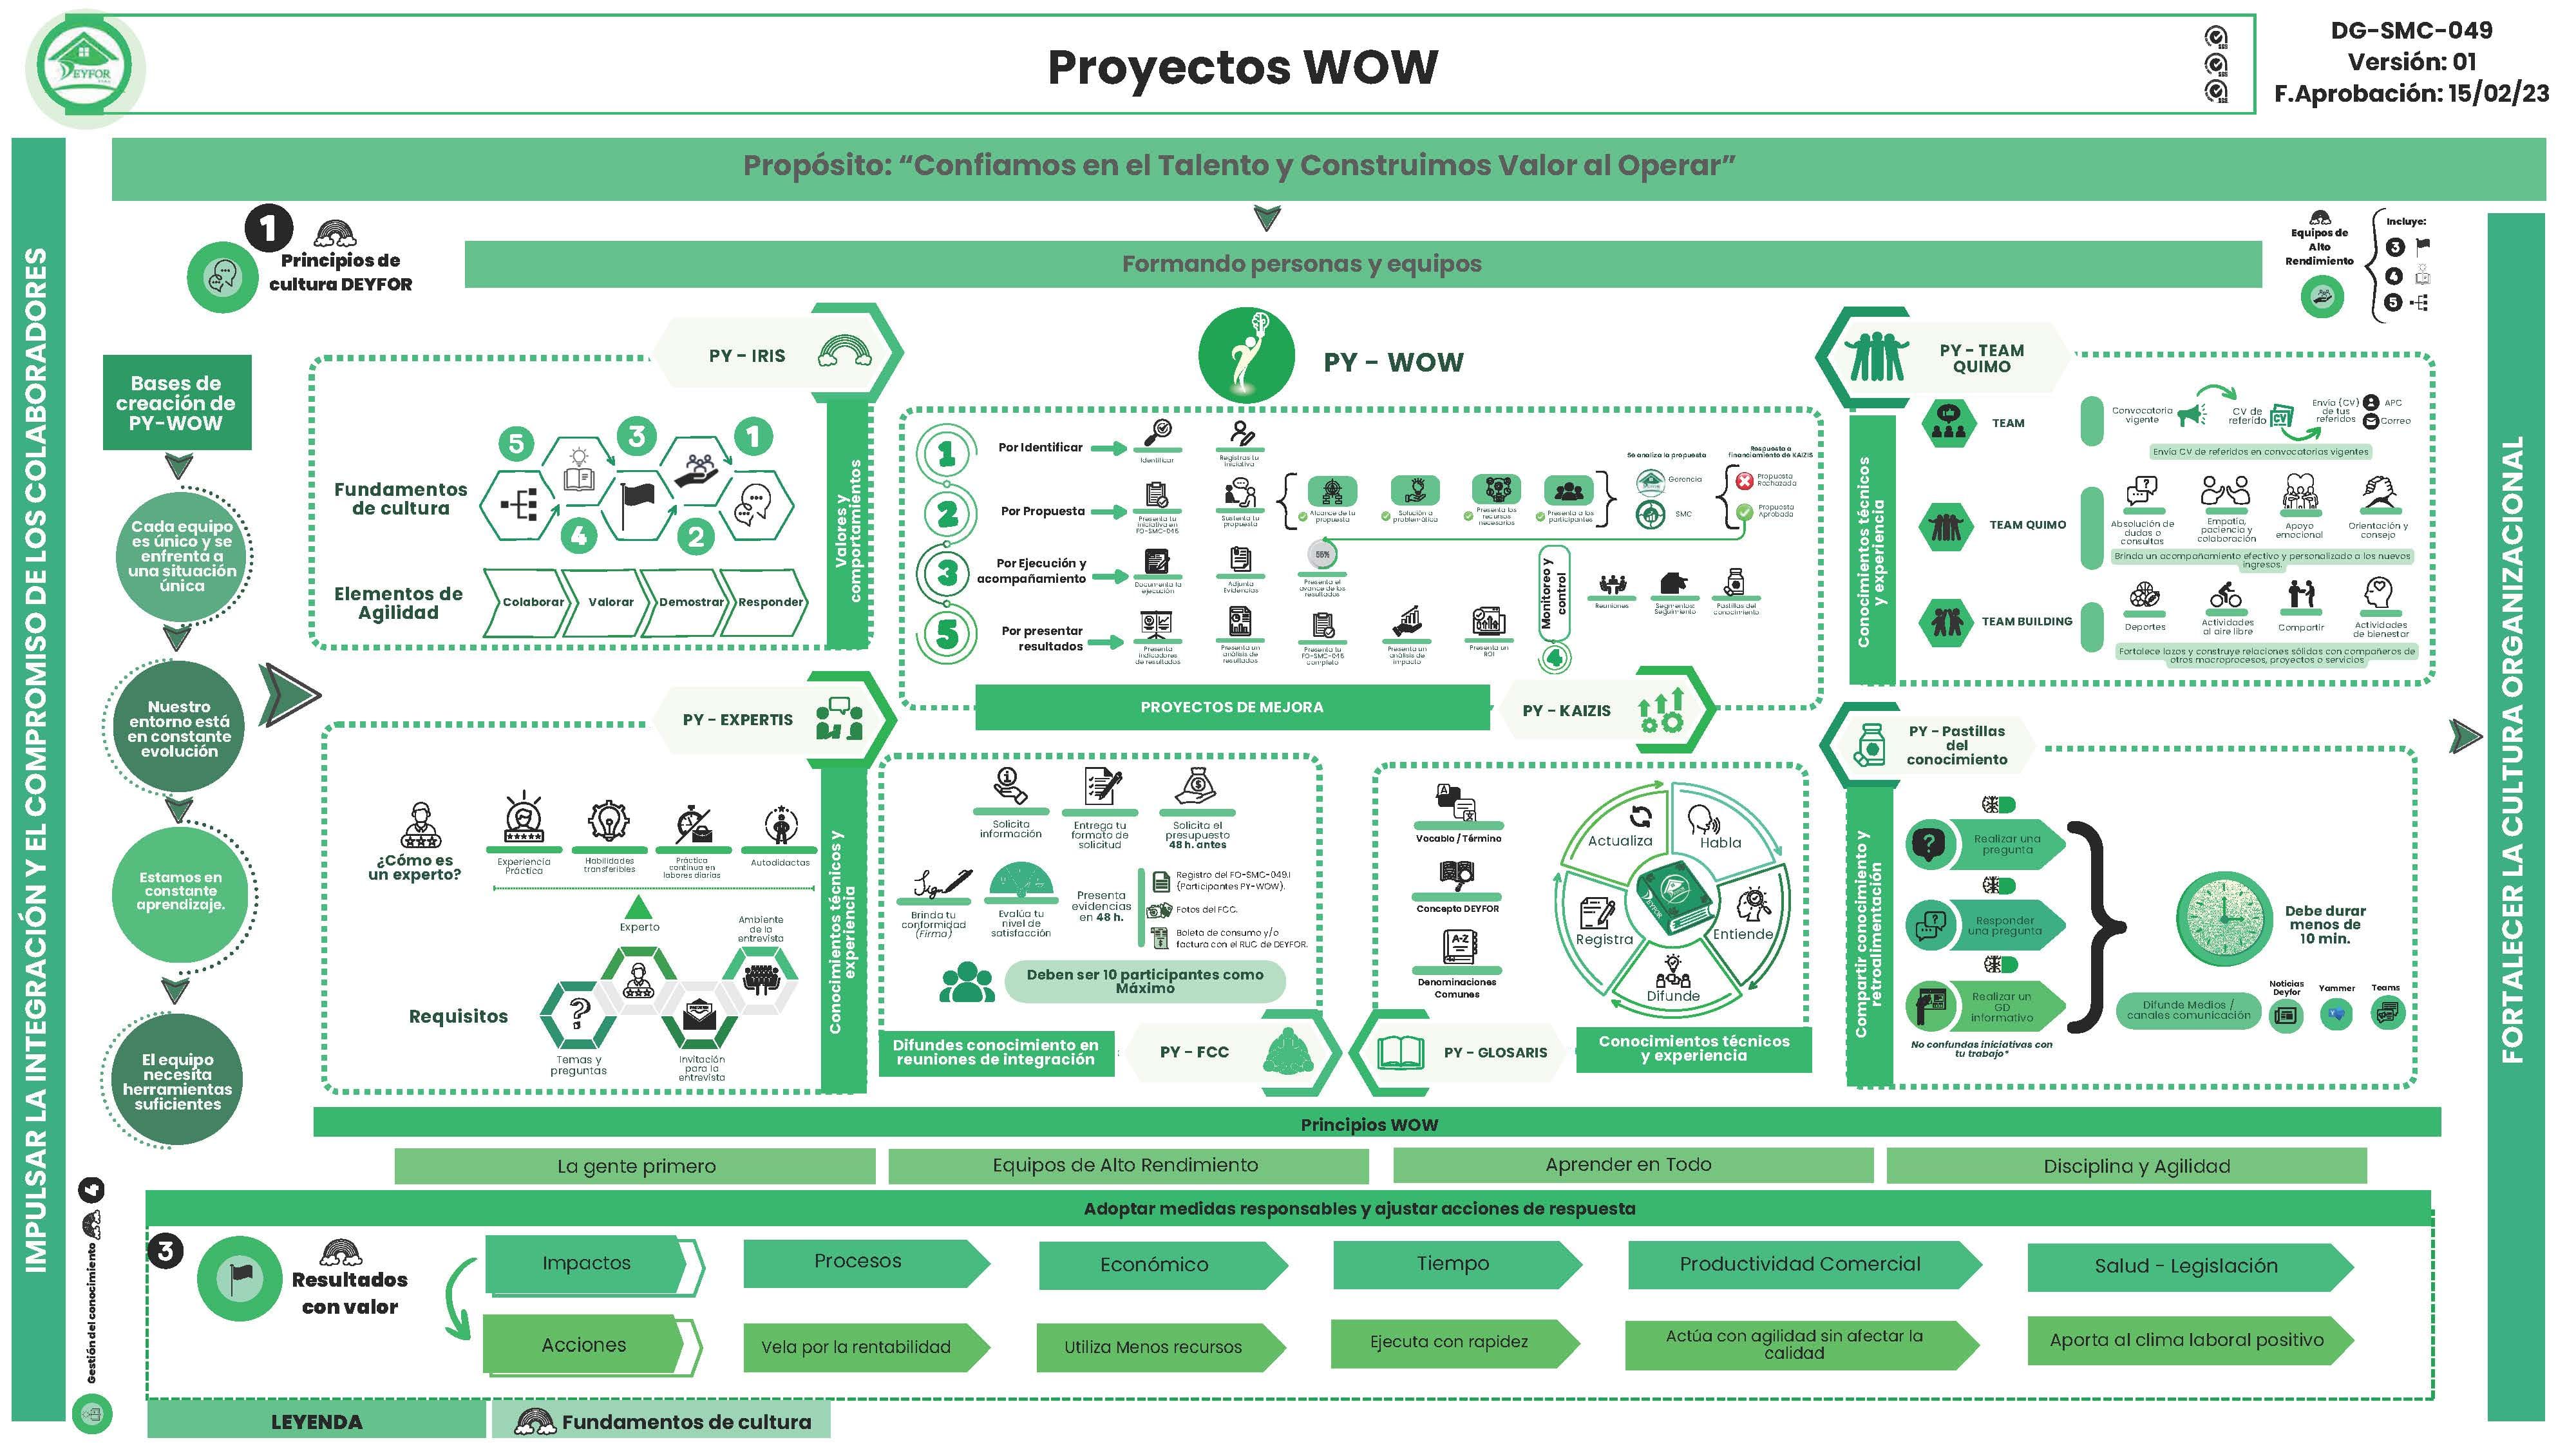 DEYFOR
Proyectos WOW
DG-SMC-049
Versión: 01
F.Aprobación: 15/02/23
IMPULSAR LA INTEGRACIÓN Y EL COMPROMISO DE LOS COLABORADORES
Propósito: “Confiamos en el Talento y Construimos Valor al Operar”
1
Principios de
cultura DEYFOR
Formando personas y equipos
Equipos de
Alto
Rendimiento
Incluye:
3
4
5
Bases de
creación de
PY-WOW
Cada equipo
es único y se
enfrenta a
una situación
única
Nuestro
entorno está
en constante
evolución
Estamos en
constante
aprendizaje.
El equipo
necesita
herramientas
suficientes
PY - IRIS
Fundamentos
de cultura
5
3
1
4
2
Elementos de
Agilidad
Colaborar
Valorar
Demostrar
Responder
Valores y
comportamientos
PY - WOW
1
Por Identificar
Identificar
Registras tu
Iniciativa
2
Por Propuesta
Presenta tu
iniciativa en
FO-SMC-045
Sustenta tu
propuesta
Alcance de tu
propuesta
Solución a
problemática
Presenta los
recursos
necesarios
Presenta a los
participantes
Se analiza la propuesta
Gerencia
SMC
Respuesta a
financiamiento de KAIZIS
Propuesta
Rechazada
Propuesta
Aprobada
3
Por Ejecución y
acompañamiento
Documenta la
ejecución
Adjunta
Evidencias
55%
Presenta el
avance de los
resultados
Monitoreo y
control
4
Reuniones
Segmentos:
Seguimiento
Pastillas del
conocimiento
5
Por presentar
resultados
Presenta
indicadores
de resultados
Presenta un
análisis de
resultados
Presenta tu
FO-SMC-045
completo
Presenta un
análisis de
impacto
Presenta un
ROI
PROYECTOS DE MEJORA
PY - KAIZIS
PY - TEAM
QUIMO
Conocimientos técnicos
y experiencia
TEAM
Convocatoria
vigente
CV de
referido
CV
Envía (CV)
de tus
referidos
APC
Correo
Envía CV de referidos en convocatorias vigentes
TEAM QUIMO
Absolución de
dudas o
consultas
Empatía,
paciencia y
colaboración
Apoyo
emocional
Orientación y
consejo
Brinda un acompañamiento efectivo y personalizado a los nuevos
ingresos.
TEAM BUILDING
Deportes
Actividades
al aire libre
Compartir
Actividades
de bienestar
Fortalece lazos y construye relaciones sólidas con compañeros de
otros macroprocesos, proyectos o servicios
PY - EXPERTIS
¿Cómo es
un experto?
Experiencia
Práctica
Habilidades
transferibles
Práctica
continua en
labores diarias
Autodidactas
Experto
Ambiente
de la
entrevista
Requisitos
Temas y
preguntas
Invitación
para la
entrevista
Conocimientos técnicos y
experiencia
Solicita
información
Entrega tu
formato de
solicitud
Solicita el
presupuesto
48 h. antes
Brinda tu
conformidad
(Firma)
Evalúa tu
nivel de
satisfacción
Presenta
evidencias
en 48 h.
Registro del FO-SMC-049.1
(Participantes PY-WOW).
Fotos del FCC.
Boleta de consumo y/o
factura con el RUC de DEYFOR.
Deben ser 10 participantes como
Máximo
Difundes conocimiento en
reuniones de integración
PY - FCC
Vocablo / Término
Concepto DEYFOR
A-Z
Denominaciones
Comunes
Actualiza
Habla
Entiende
Difunde
Registra
DEYFOR
PY - GLOSARIS
Conocimientos técnicos
y experiencia
PY - Pastillas
del
conocimiento
Compartir conocimiento y
retroalimentación
Realizar una
pregunta
Responder
una pregunta
Realizar un
GD
informativo
No confundas iniciativas con
tu trabajo*
Debe durar
menos de
10 min.
Difunde Medios /
canales comunicación
Noticias
Deyfor
Yammer
Teams
FORTALECER LA CULTURA ORGANIZACIONAL
Principios WOW
La gente primero
Equipos de Alto Rendimiento
Aprender en Todo
Disciplina y Agilidad
Gestión del conocimiento
4
Adoptar medidas responsables y ajustar acciones de respuesta
3
Resultados
con valor
Impactos
Procesos
Económico
Tiempo
Productividad Comercial
Salud - Legislación
Acciones
Vela por la rentabilidad
Utiliza Menos recursos
Ejecuta con rapidez
Actúa con agilidad sin afectar la
calidad
Aporta al clima laboral positivo
LEYENDA
Fundamentos de cultura